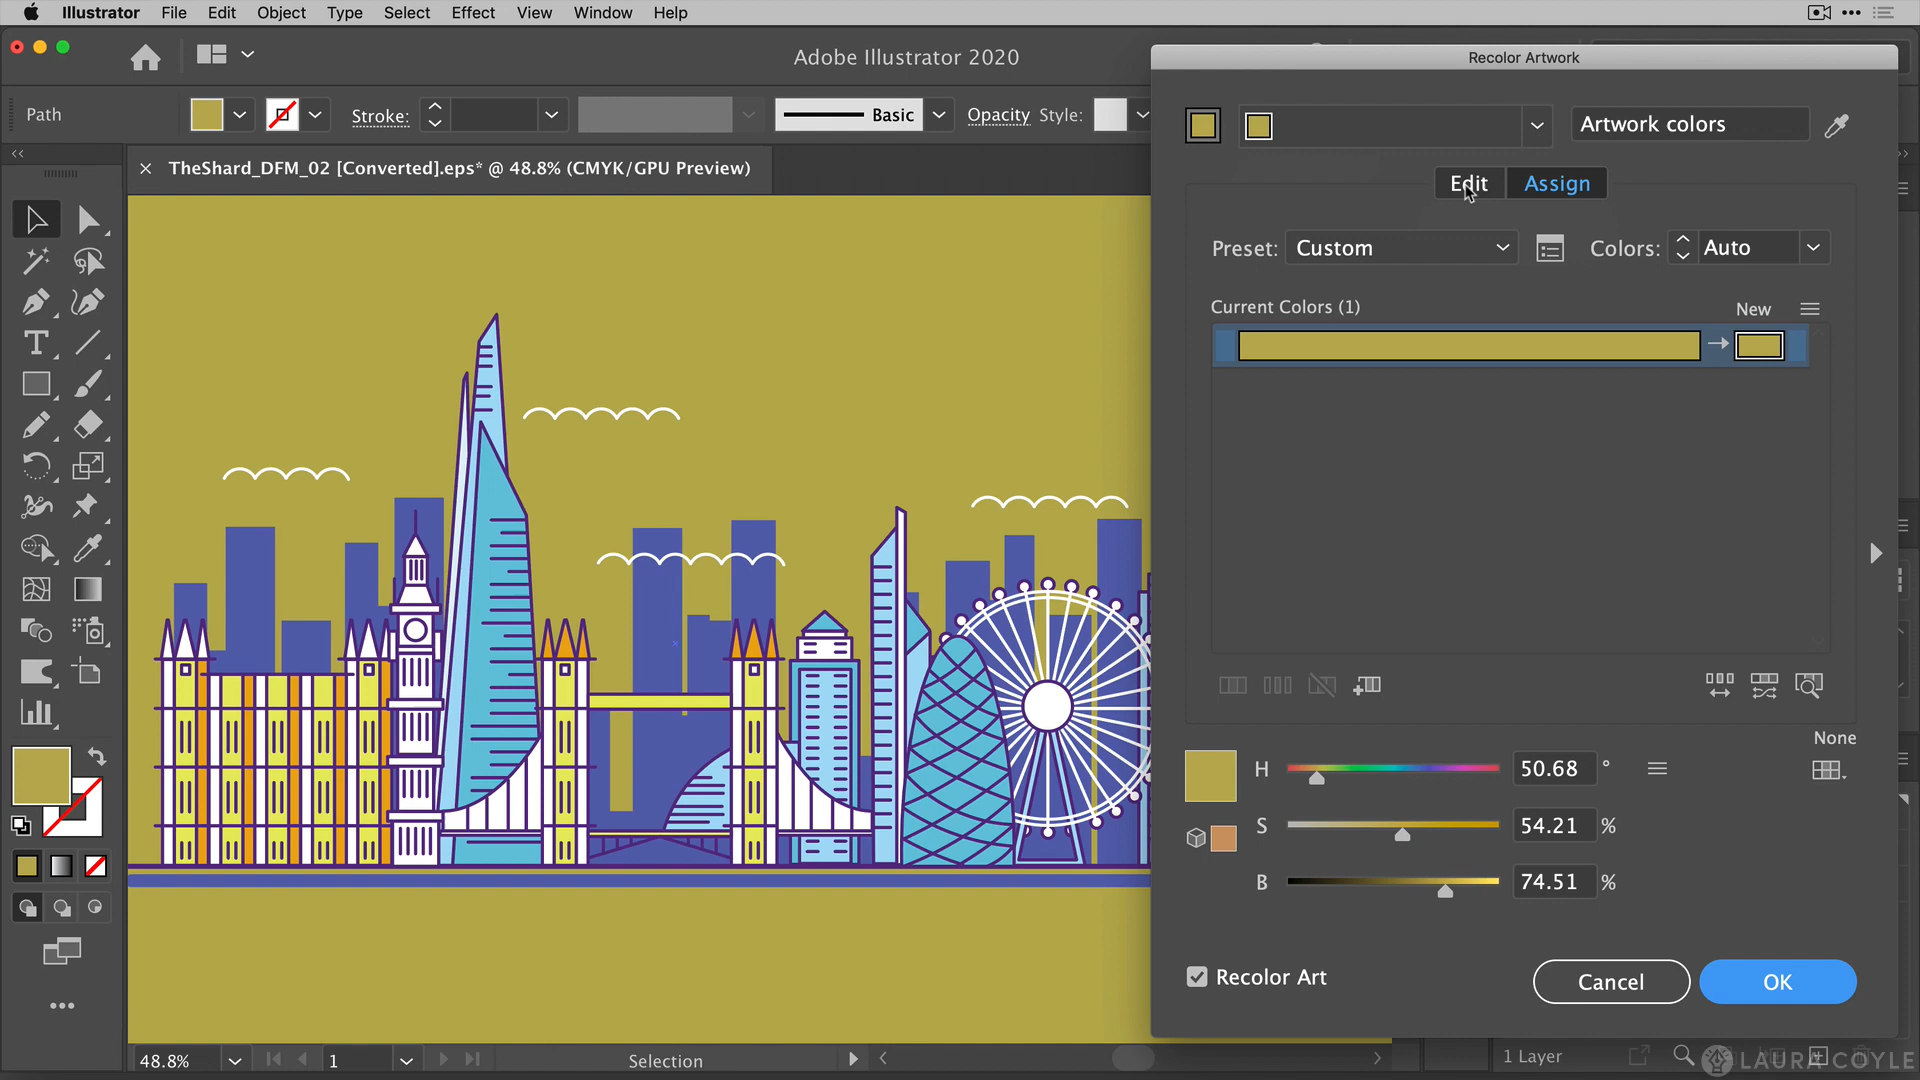 Illustrator File Edit Object Type Select Effect View Window Help
Adobe Illustrator 2020
Recolor Artwork
Path
Stroke:
Basic
Opacity Style:
Artwork colors
TheShard_DFM_02 [Converted].eps* @ 48.8% (CMYK/GPU Preview)
Edit Assign
Preset: Custom
Colors: Auto
Current Colors (1)
New
None
H 50.68 °
S 54.21 %
B 74.51 %
Recolor Art
Cancel OK
48.8%
1
Selection
1 Layer
LAURA COYLE